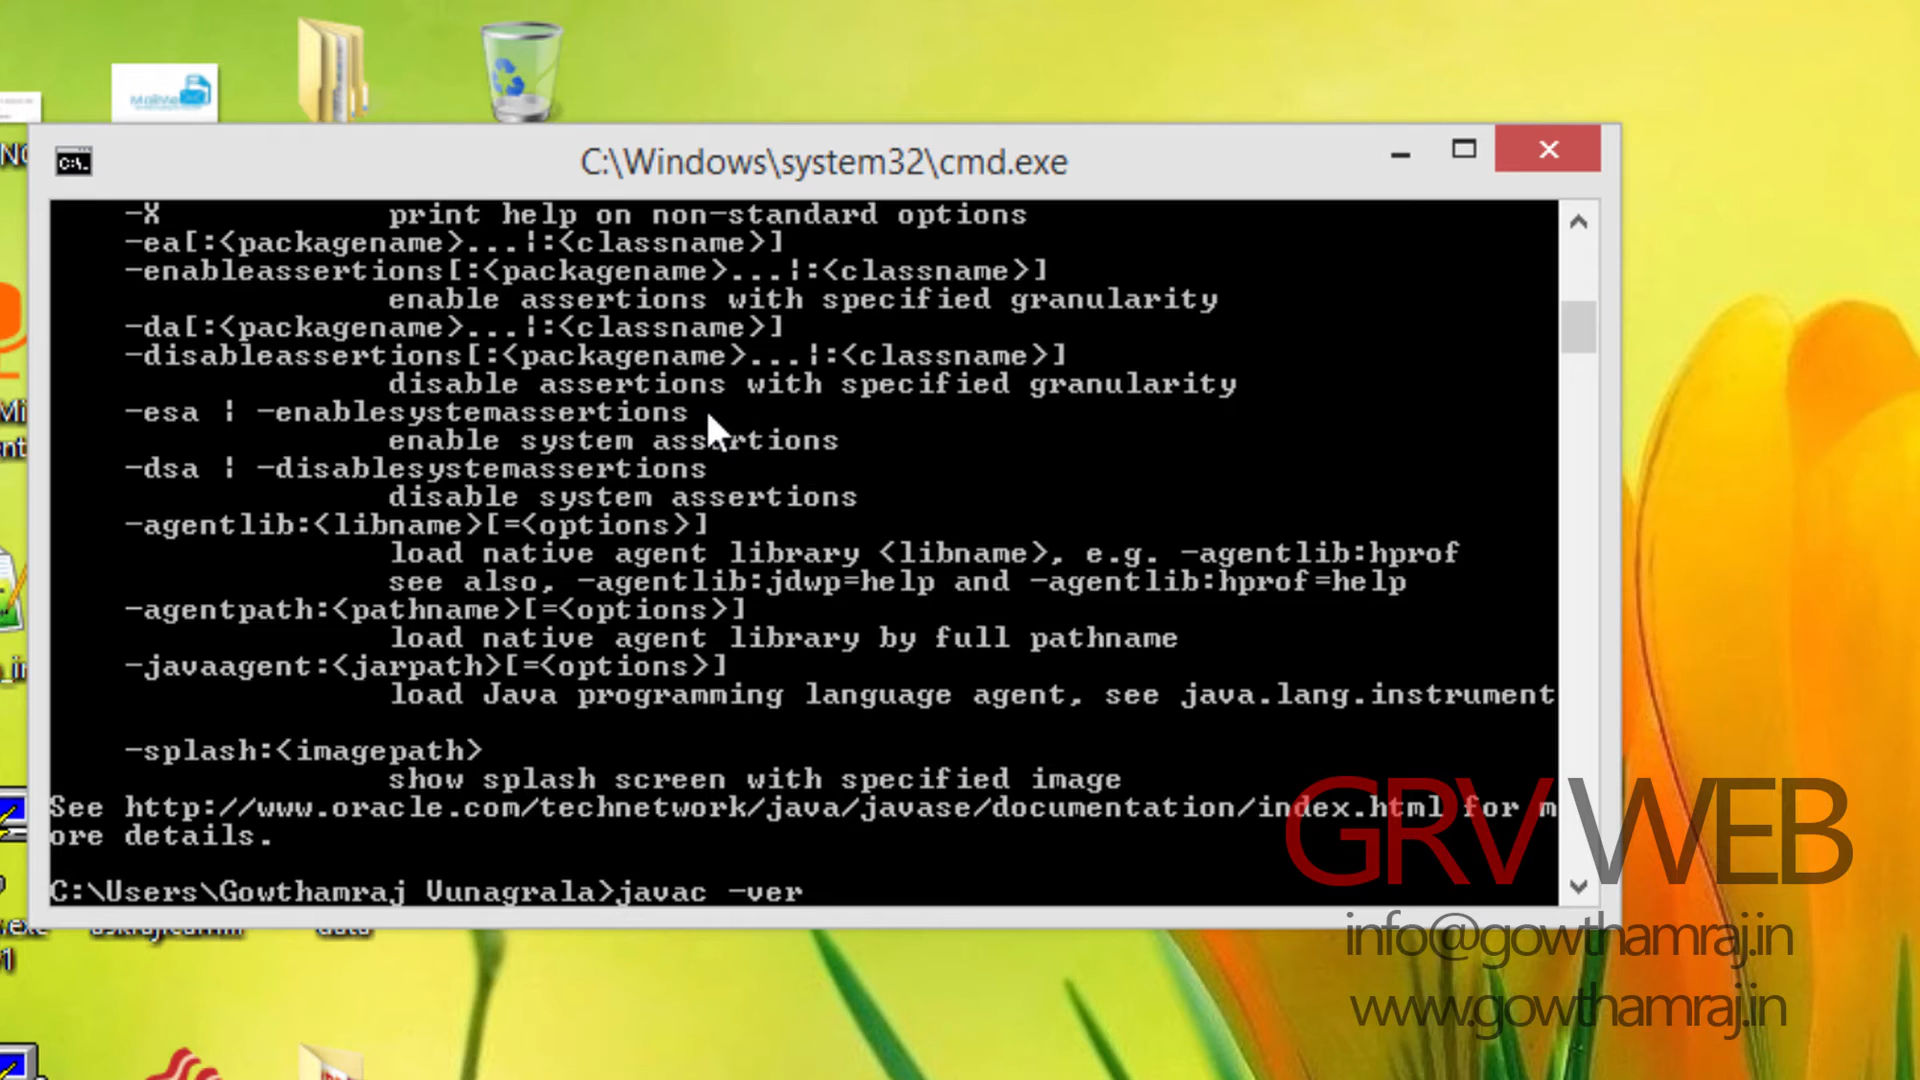 C:\Windows\system32\cmd.exe
-X print help on non-standard options
-ea[:<packagename>...|:<classname>]
-enableassertions[:<packagename>...|:<classname>]
enable assertions with specified granularity
-da[:<packagename>...|:<classname>]
-disableassertions[:<packagename>...|:<classname>]
disable assertions with specified granularity
-esa | -enablesystemassertions
enable system assertions
-dsa | -disablesystemassertions
disable system assertions
-agentlib:<libname>[=<options>]
load native agent library <libname>, e.g. -agentlib:hprof
see also, -agentlib:jdwp=help and -agentlib:hprof=help
-agentpath:<pathname>[=<options>]
load native agent library by full pathname
-javaagent:<jarpath>[=<options>]
load Java programming language agent, see java.lang.instrument
-splash:<imagepath>
show splash screen with specified image
See http://www.oracle.com/technetwork/java/javase/documentation/index.html for m
ore details.
C:\Users\Gowthamraj Vunagrala>javac -ver
GRV WEB
info@gowthamraj.in
www.gowthamraj.in